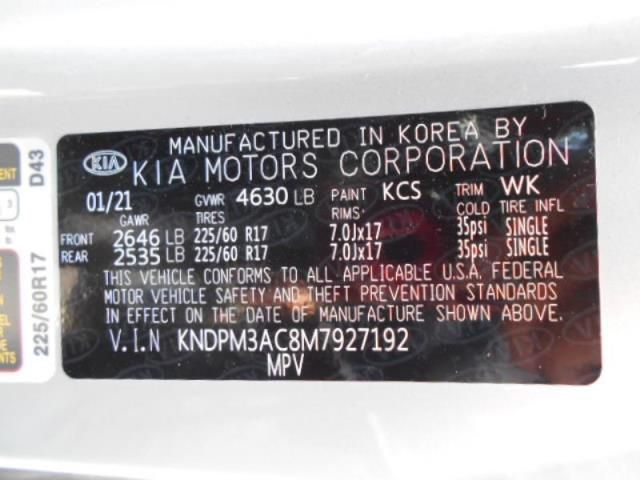 MANUFACTURED IN KOREA BY
KIA KIA MOTORS CORPORATION
01/21 GVWR 4630 LB PAINT KCS TRIM WK
GAWR TIRES RIMS: COLD TIRE INFL
FRONT 2646 LB 225/60 R17 7.0Jx17 35psi SINGLE
REAR 2535 LB 225/60 R17 7.0Jx17 35psi SINGLE
THIS VEHICLE CONFORMS TO ALL APPLICABLE U.S.A. FEDERAL
MOTOR VEHICLE SAFETY AND THEFT PREVENTION STANDARDS
IN EFFECT ON THE DATE OF MANUFACTURE SHOWN ABOVE.
V.I.N KNDPM3AC8M7927192
MPV
D43
225/60R17